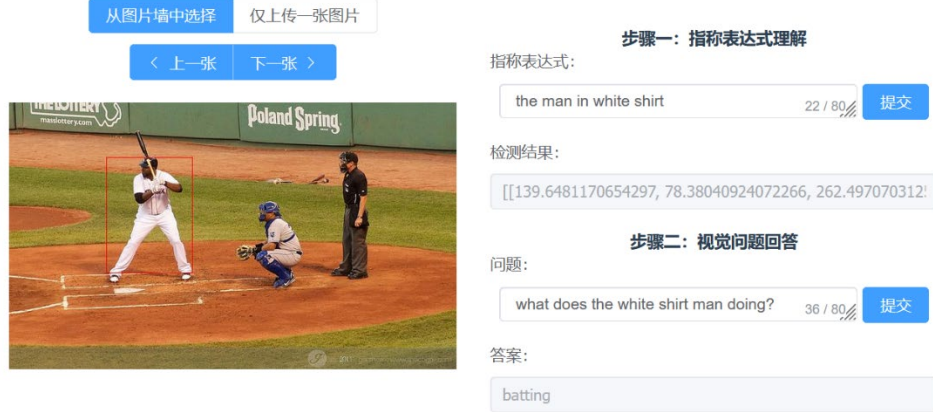 从图片墙中选择 仅上传一张图片
< 上一张 下一张 >
THE LOTTERY
masslottery.com
Poland Spring.
步骤一：指称表达式理解
指称表达式：
the man in white shirt
22 / 80
提交
检测结果：
[[139.6481170654297, 78.38040924072266, 262.497070312
步骤二：视觉问题回答
问题：
what does the white shirt man doing?
36 / 80
提交
答案：
batting